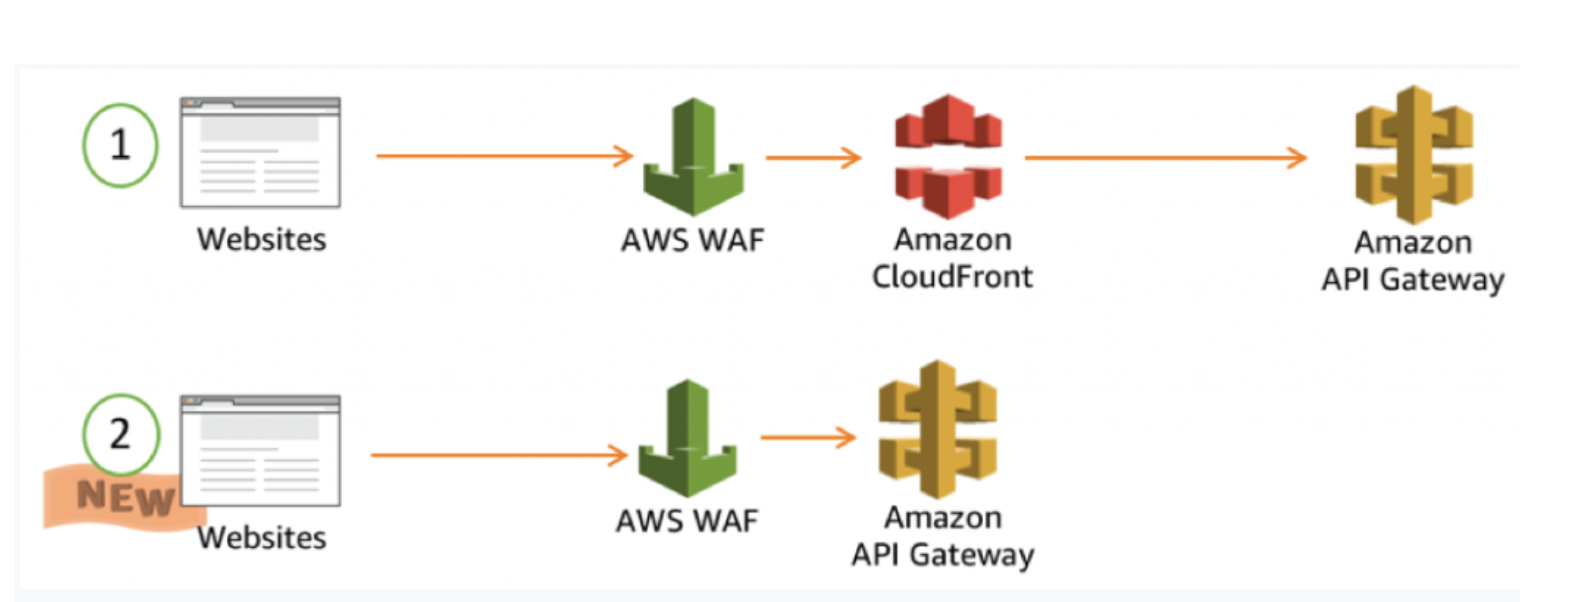 1
Websites
AWS WAF
Amazon
CloudFront
Amazon
API Gateway
2
NEW
Websites
AWS WAF
Amazon
API Gateway